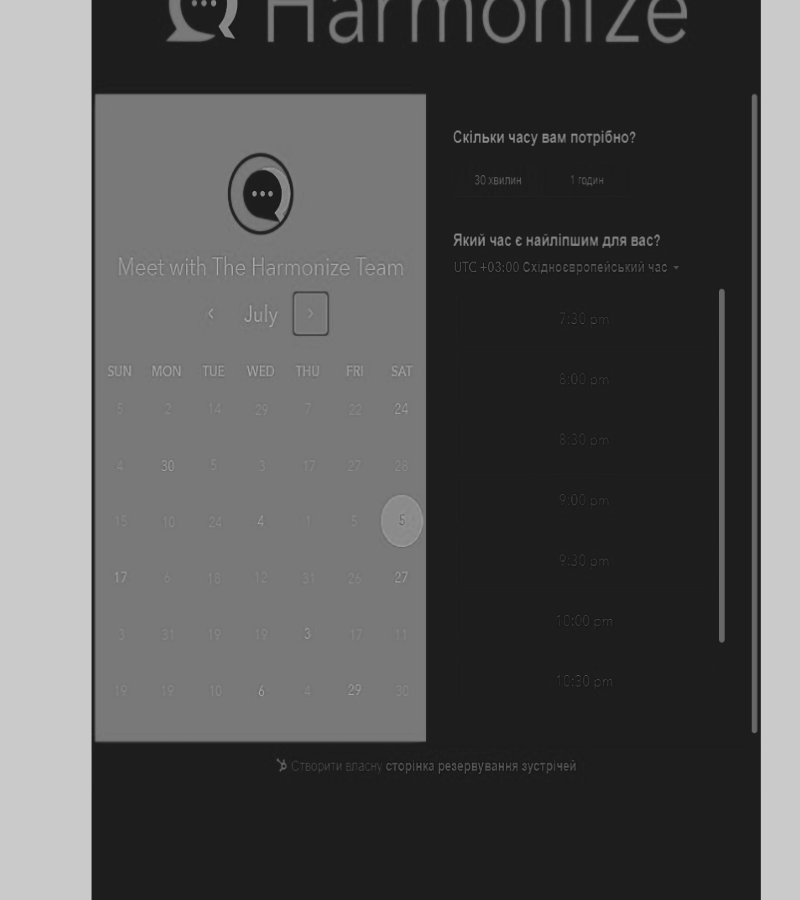 Harmonize
Meet with The Harmonize Team
July
SUN MON TUE WED THU FRI SAT
5 2 14 29 7 22 24
4 30 5 3 17 27 28
15 10 24 4 1 5 5
17 6 18 12 31 26 27
3 31 19 19 3 17 11
19 19 10 6 4 29 30
Скільки часу вам потрібно?
30 хвилин 1 годин
Який час є найліпшим для вас?
UTC +03:00 Східноєвропейський час
7:30 pm
8:00 pm
8:30 pm
9:00 pm
9:30 pm
10:00 pm
10:30 pm
Створити власну сторінка резервування зустрічей